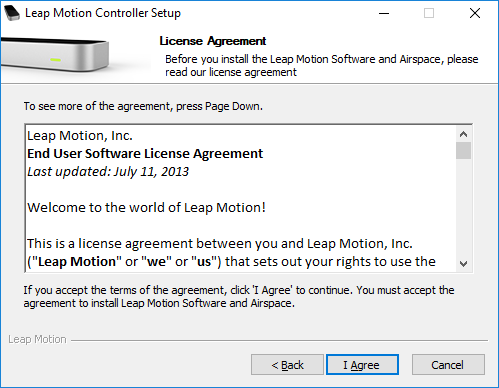 Leap Motion Controller Setup
License Agreement
Before you install the Leap Motion Software and Airspace, please
read our license agreement
To see more of the agreement, press Page Down.
Leap Motion, Inc.
End User Software License Agreement
Last updated: July 11, 2013
Welcome to the world of Leap Motion!
This is a license agreement between you and Leap Motion, Inc.
("Leap Motion" or "we" or "us") that sets out your rights to use the
If you accept the terms of the agreement, click 'I Agree' to continue. You must accept the
agreement to install Leap Motion Software and Airspace.
Leap Motion
< Back
I Agree
Cancel